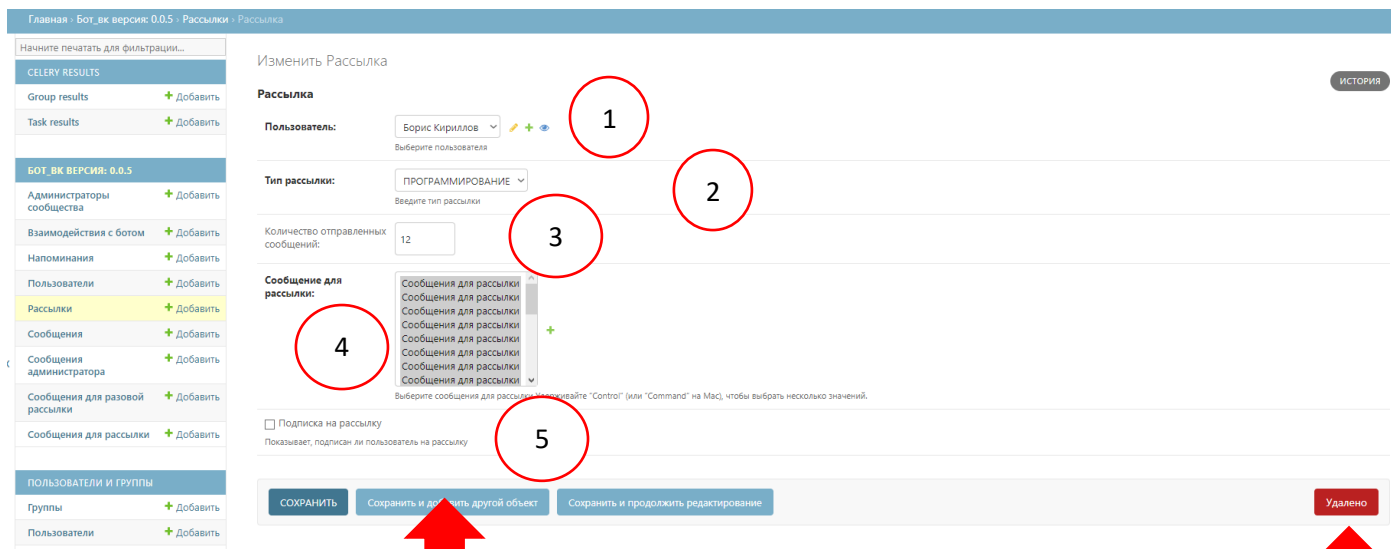 Главная › Бот_вк версия: 0.0.5 › Рассылки › Рассылка
Начните печатать для фильтрации...
CELERY RESULTS
Group results + Добавить
Task results + Добавить
БОТ_ВК ВЕРСИЯ: 0.0.5
Администраторы + Добавить
сообщества
Взаимодействия с ботом + Добавить
Напоминания + Добавить
Пользователи + Добавить
Рассылки + Добавить
Сообщения + Добавить
Сообщения + Добавить
администратора
Сообщения для разовой + Добавить
рассылки
Сообщения для рассылки + Добавить
ПОЛЬЗОВАТЕЛИ И ГРУППЫ
Группы + Добавить
Пользователи + Добавить
Изменить Рассылка
ИСТОРИЯ
Рассылка
Пользователь: Борис Кириллов
Выберите пользователя
1
Тип рассылки: ПРОГРАММИРОВАНИЕ
Введите тип рассылки
2
Количество отправленных
сообщений: 12
3
Сообщение для
рассылки:
Сообщения для рассылки
Сообщения для рассылки
Сообщения для рассылки
Сообщения для рассылки
Сообщения для рассылки
Сообщения для рассылки
Сообщения для рассылки
Сообщения для рассылки
4
Выберите сообщения для рассылки Удерживайте "Control" (или "Command" на Mac), чтобы выбрать несколько значений.
Подписка на рассылку
Показывает, подписан ли пользователь на рассылку
5
СОХРАНИТЬ
Сохранить и добавить другой объект
Сохранить и продолжить редактирование
Удалено